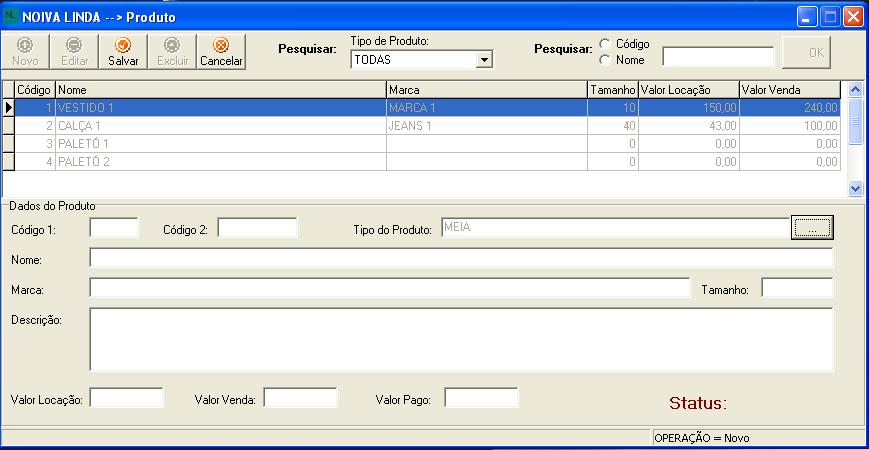 NL NOIVA LINDA --> Produto
Novo Editar Salvar Excluir Cancelar
Pesquisar: Tipo de Produto: TODAS
Pesquisar: Código Nome OK
Código Nome Marca Tamanho Valor Locação Valor Venda
1 VESTIDO 1 MARCA 1 10 150,00 240,00
2 CALÇA 1 JEANS 1 40 43,00 100,00
3 PALETÓ 1 0 0,00 0,00
4 PALETÓ 2 0 0,00 0,00
Dados do Produto
Código 1: Código 2: Tipo do Produto: MEIA ...
Nome:
Marca: Tamanho:
Descrição:
Valor Locação: Valor Venda: Valor Pago: Status:
OPERAÇÃO = Novo